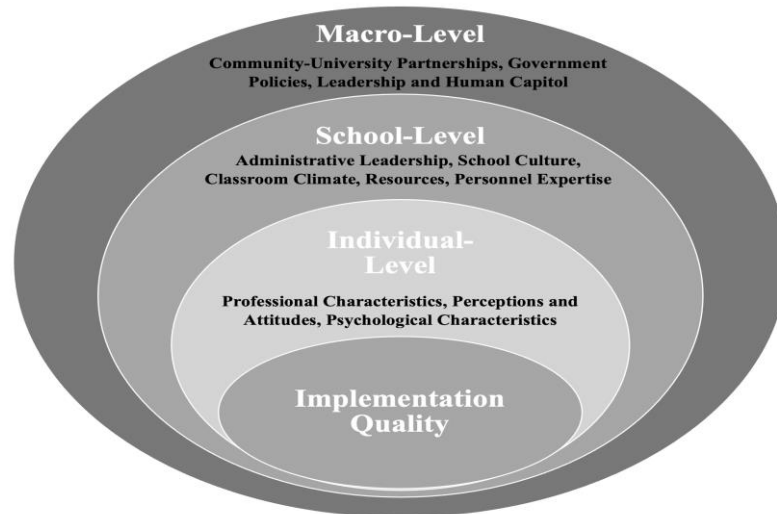 Macro-Level
Community-University Partnerships, Government
Policies, Leadership and Human Capitol
School-Level
Administrative Leadership, School Culture,
Classroom Climate, Resources, Personnel Expertise
Individual-
Level
Professional Characteristics, Perceptions and
Attitudes, Psychological Characteristics
Implementation
Quality